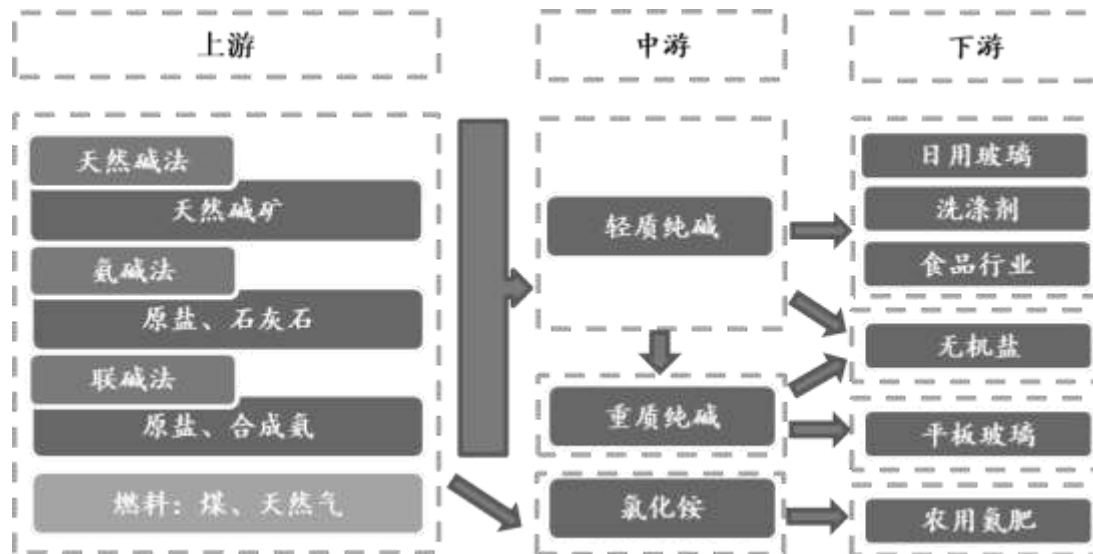 上游
中游
下游
天然碱法
天然碱矿
氨碱法
原盐、石灰石
联碱法
原盐、合成氨
燃料：煤、天然气
轻质纯碱
重质纯碱
氯化铵
日用玻璃
洗涤剂
食品行业
无机盐
平板玻璃
农用氮肥